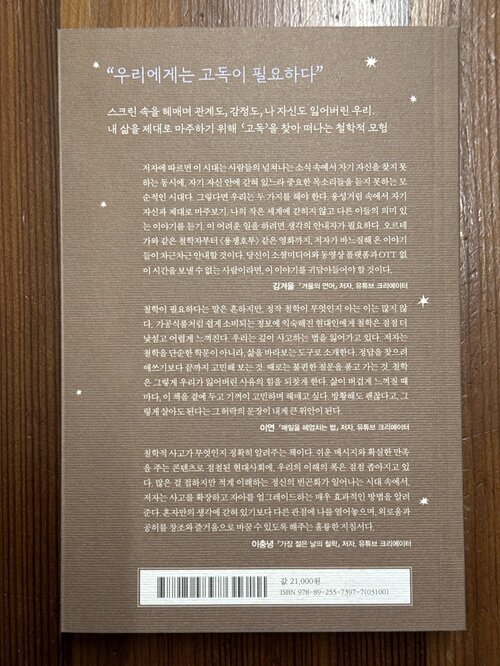 “우리에게는 고독이 필요하다”
스크린 속을 헤매며 관계도, 감정도, 나 자신도 잃어버린 우리.
내 삶을 제대로 마주하기 위해 ‘고독’을 찾아 떠나는 철학적 모험
저자에 따르면 이 시대는 사람들의 넘쳐나는 소식 속에서 자기 자신을 찾지 못
하는 동시에, 자기 자신 안에 갇혀 있느라 중요한 목소리들을 듣지 못하는 모
순적인 시대다. 그렇다면 우리는 두 가지를 해야 한다. 웅성거림 속에서 자기
자신과 제대로 마주보기. 나의 작은 세계에 갇히지 않고 다른 이들의 의미 있
는 이야기를 듣기. 이 어려운 일을 하려면 생각의 안내자가 필요하다. 오르테
가와 같은 철학자부터 〈용쟁호투〉 같은 영화까지, 저자가 바느질해 온 이야기
들이 차근차근 안내할 것이다. 당신이 소셜미디어와 동영상 플랫폼과 OTT 없
이 시간을 보낼 수 없는 사람이라면, 이 이야기를 귀담아들어야 할 것이다.
김겨울 『겨울의 언어』 저자, 유튜브 크리에이터
철학이 필요하다는 말은 흔하지만, 정작 철학이 무엇인지 아는 이는 많지 않
다. 가공식품처럼 쉽게 소비되는 정보에 익숙해진 현대인에게 철학은 점점 더
낯설고 어렵게 느껴진다. 우리는 깊이 사고하는 법을 잃어가고 있다. 저자는
철학을 단순한 학문이 아니라, 삶을 바라보는 도구로 소개한다. 정답을 찾으려
애쓰기보다 끝까지 고민해 보는 것, 때로는 불편한 질문을 품고 가는 것. 철학
은 그렇게 우리가 잃어버린 사유의 힘을 되찾게 한다. 삶이 버겁게 느껴질 때
마다, 이 책을 곁에 두고 기꺼이 고민하며 헤매고 싶다. 방황해도 괜찮다고, 그
렇게 살아도 된다는 그 허락의 문장이 내게 큰 위안이 된다.
이연 『매일을 헤엄치는 법』 저자, 유튜브 크리에이터
철학적 사고가 무엇인지 정확히 알려주는 책이다. 쉬운 메시지와 확실한 만족
을 주는 콘텐츠로 점철된 현대사회에, 우리의 이해의 폭은 점점 좁아지고 있
다. 많은 걸 접하지만 적게 이해하는 정신의 빈곤화가 일어나는 시대 속에서,
저자는 사고를 확장하고 자아를 업그레이드하는 매우 효과적인 방법을 알려
준다. 혼자만의 생각에 갇혀 있기보다 다른 관점에 나를 열어놓으며, 외로움과
공허를 창조와 즐거움으로 바꿀 수 있도록 해주는 훌륭한 지침서다.
이충녕 『가장 젊은 날의 철학』 저자, 유튜브 크리에이터
값 21,000원
ISBN 978-89-255-7397-7(03100)